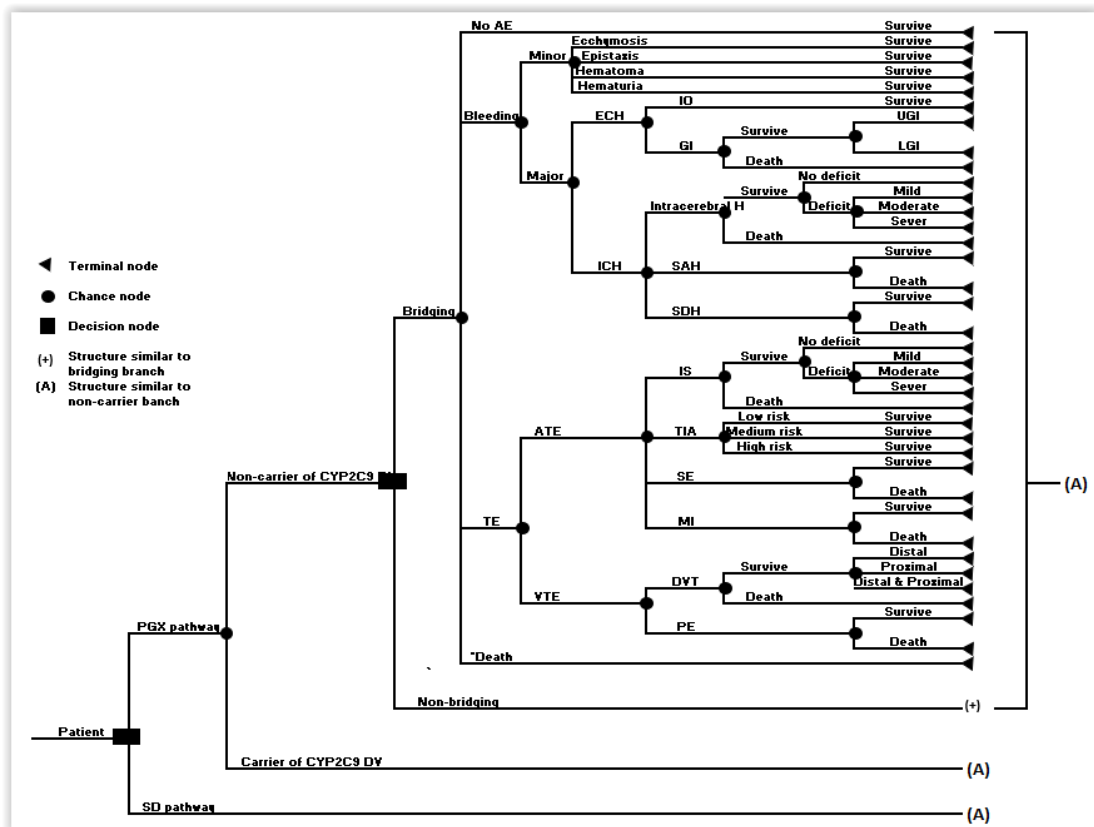 No AE
Survive
Ecchymosis
Survive
Minor
Epistaxis
Survive
Hematoma
Survive
Hematuria
Survive
IO
Survive
Bleeding
ECH
UGI
Survive
GI
LGI
Death
Major
No deficit
Survive
Mild
Intracerebral H
Deficit
Moderate
Sever
Death
Survive
ICH
SAH
Death
Survive
SDH
Death
Terminal node
Chance node
Decision node
(+) Structure similar to
bridging branch
(A) Structure similar to
non-carrier banch
Bridging
No deficit
Survive
Mild
IS
Deficit
Moderate
Sever
Death
Low risk
Survive
ATE
TIA
Medium risk
Survive
High risk
Survive
Survive
SE
Death
Survive
MI
Death
TE
Distal
Survive
Proximal
DVT
Distal & Proximal
Death
VTE
Survive
PE
Death
"Death
Non-carrier of CYP2C9
(A)
PGX pathway
Non-bridging
(+)
Patient
Carrier of CYP2C9 DV
(A)
SD pathway
(A)